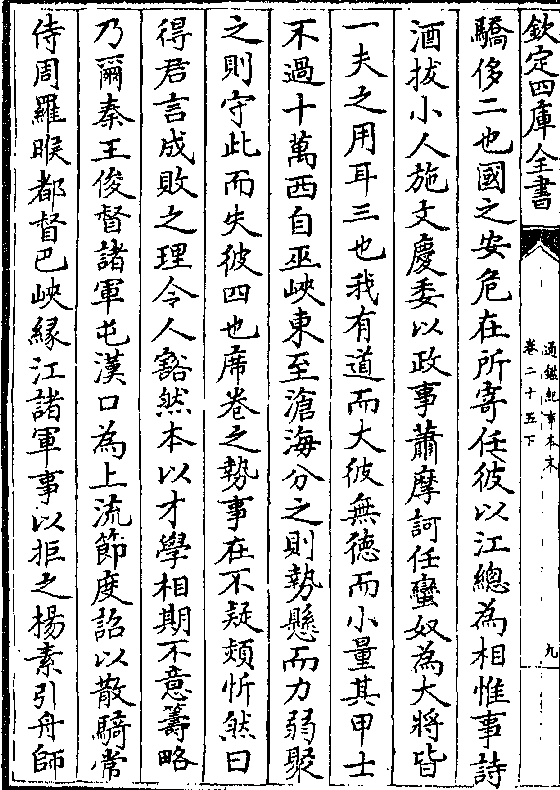 欽定四庫全書
通鑑紀事本末
卷二十五下
九
驕侈二也國之安危在所寄任彼以江總為相惟事詩
酒拔小人施文慶委以政事蕭摩訶任蠻奴為大將皆
一夫之用耳三也我有道而大彼無德而小量其甲士
不過十萬西自巫峽東至滄海分之則勢懸而力弱聚
之則守此而失彼四也席卷之勢事在不疑熲忻然曰
得君言成敗之理令人豁然本以才學相期不意籌略
乃爾秦王俊督諸軍屯漢口為上流節度詔以散騎常
侍周羅㬋都督巴峽緣江諸軍事以拒之楊素引舟師